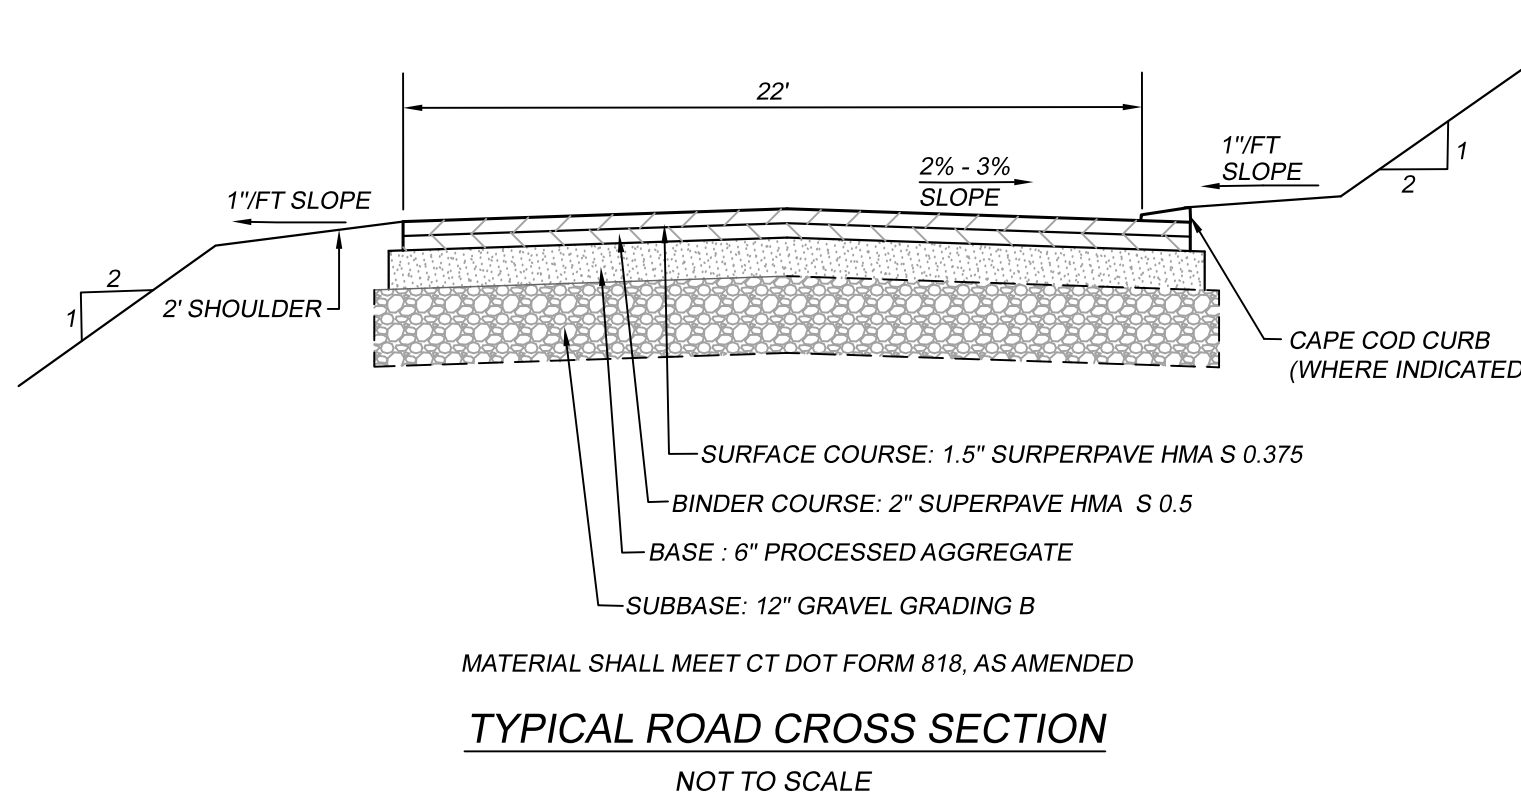 22'
2% - 3%
SLOPE
1"/FT
SLOPE
1
2
1"/FT SLOPE
2
1
2' SHOULDER
CAPE COD CURB
(WHERE INDICATED
SURFACE COURSE: 1.5" SURPERPAVE HMA S 0.375
BINDER COURSE: 2" SUPERPAVE HMA S 0.5
BASE : 6" PROCESSED AGGREGATE
SUBBASE: 12" GRAVEL GRADING B
MATERIAL SHALL MEET CT DOT FORM 818, AS AMENDED
TYPICAL ROAD CROSS SECTION
NOT TO SCALE